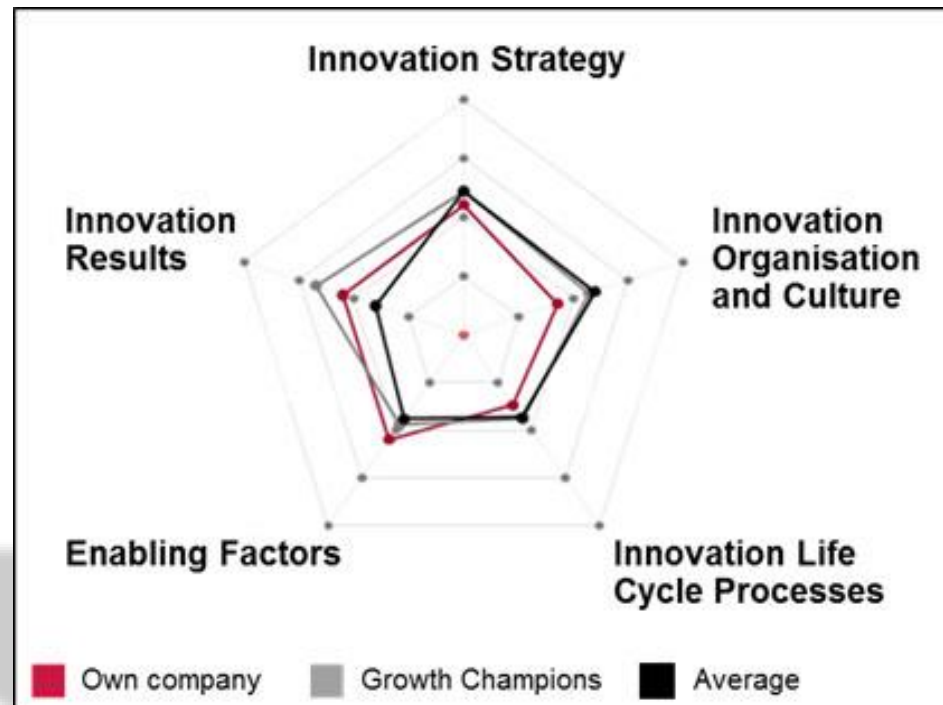 Innovation Strategy
Innovation
Results
Innovation
Organisation
and Culture
Enabling Factors
Innovation Life
Cycle Processes
Own company
Growth Champions
Average